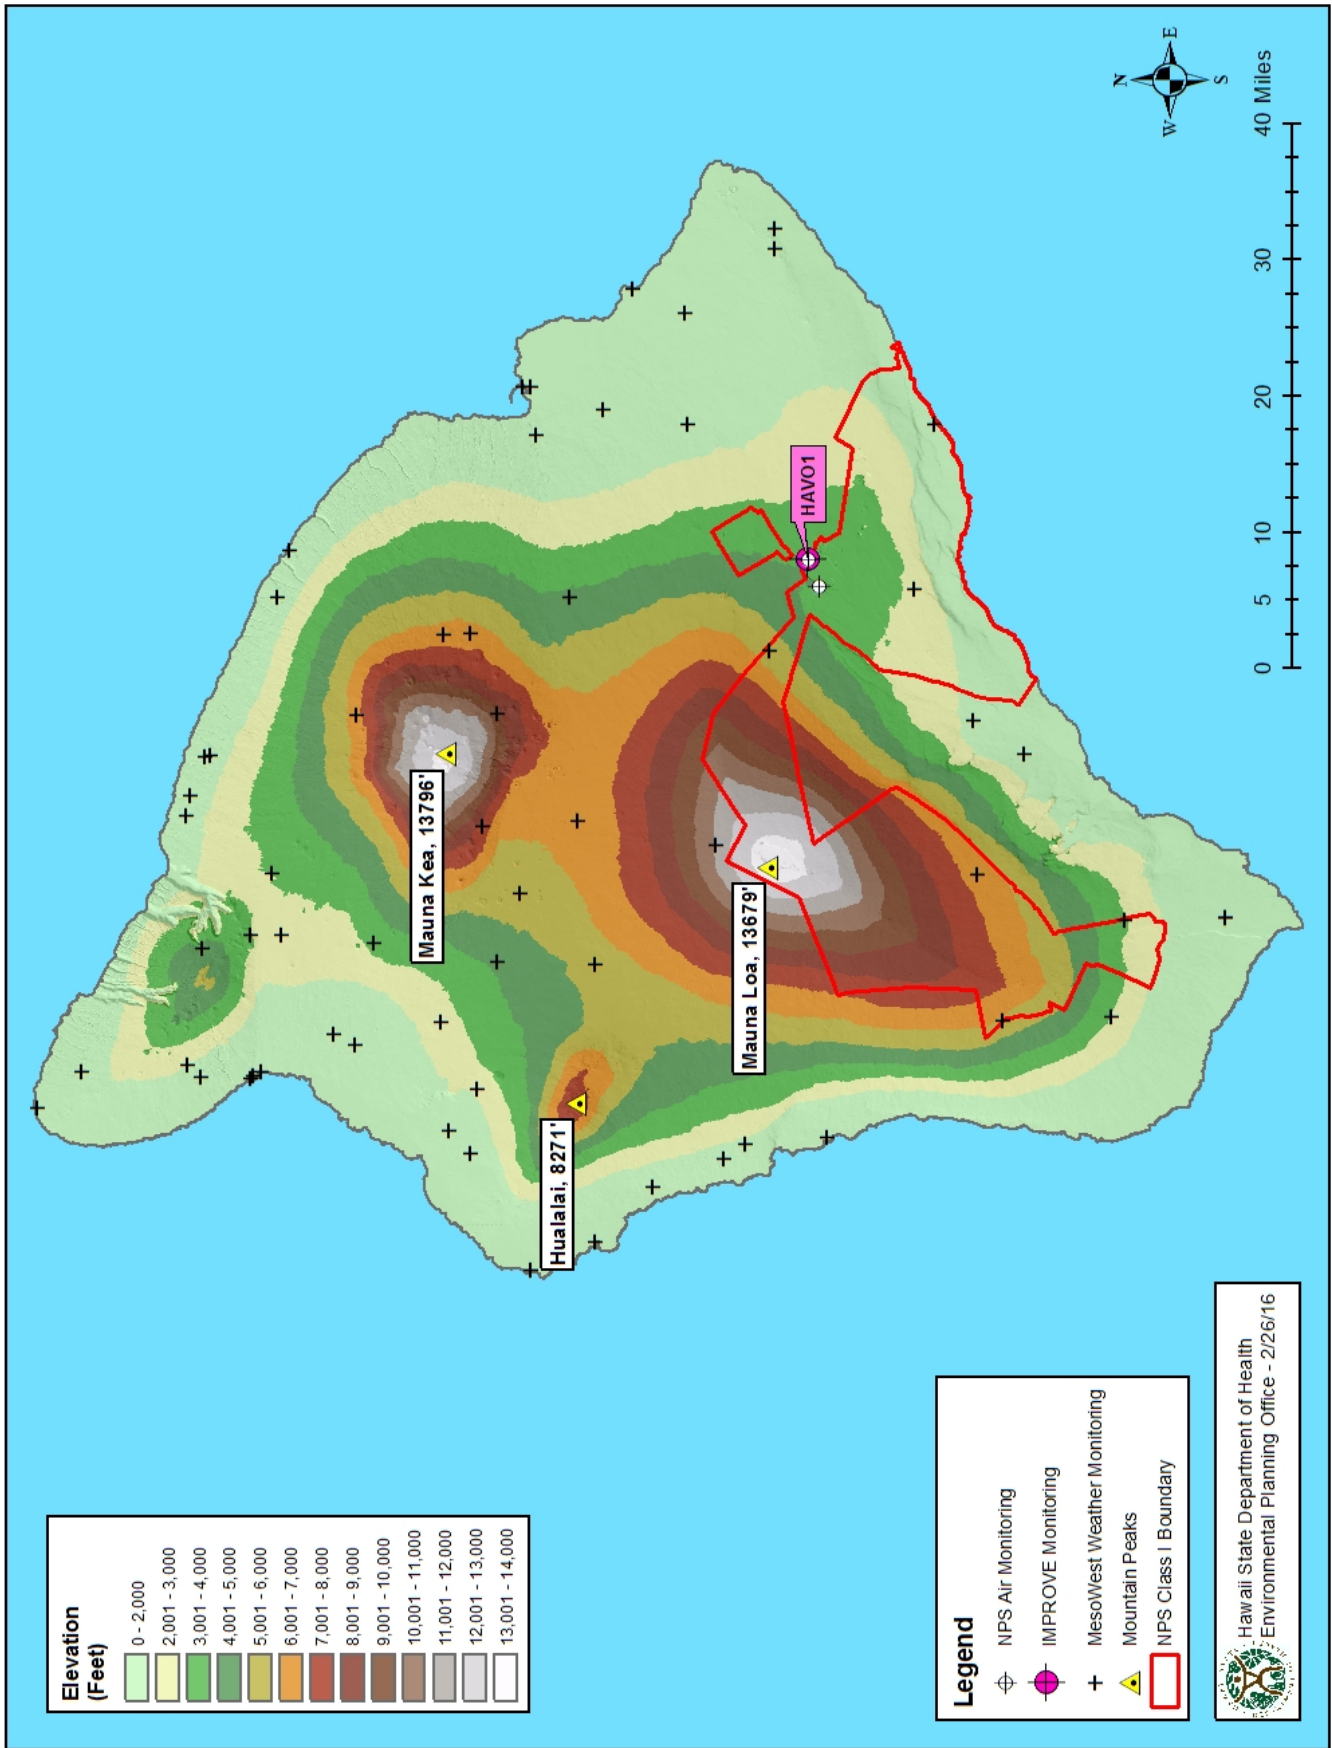 Elevation
(Feet)
0 - 2,000
2,001 - 3,000
3,001 - 4,000
4,001 - 5,000
5,001 - 6,000
6,001 - 7,000
7,001 - 8,000
8,001 - 9,000
9,001 - 10,000
10,001 - 11,000
11,001 - 12,000
12,001 - 13,000
13,001 - 14,000
Mauna Kea, 13796'
Hualalai, 8271'
Mauna Loa, 13679'
HAVO1
Legend
NPS Air Monitoring
IMPROVE Monitoring
MesoWest Weather Monitoring
Mountain Peaks
NPS Class I Boundary
Hawaii State Department of Health
Environmental Planning Office - 2/26/16
0 5 10 20 30 40 Miles
N
W E
S